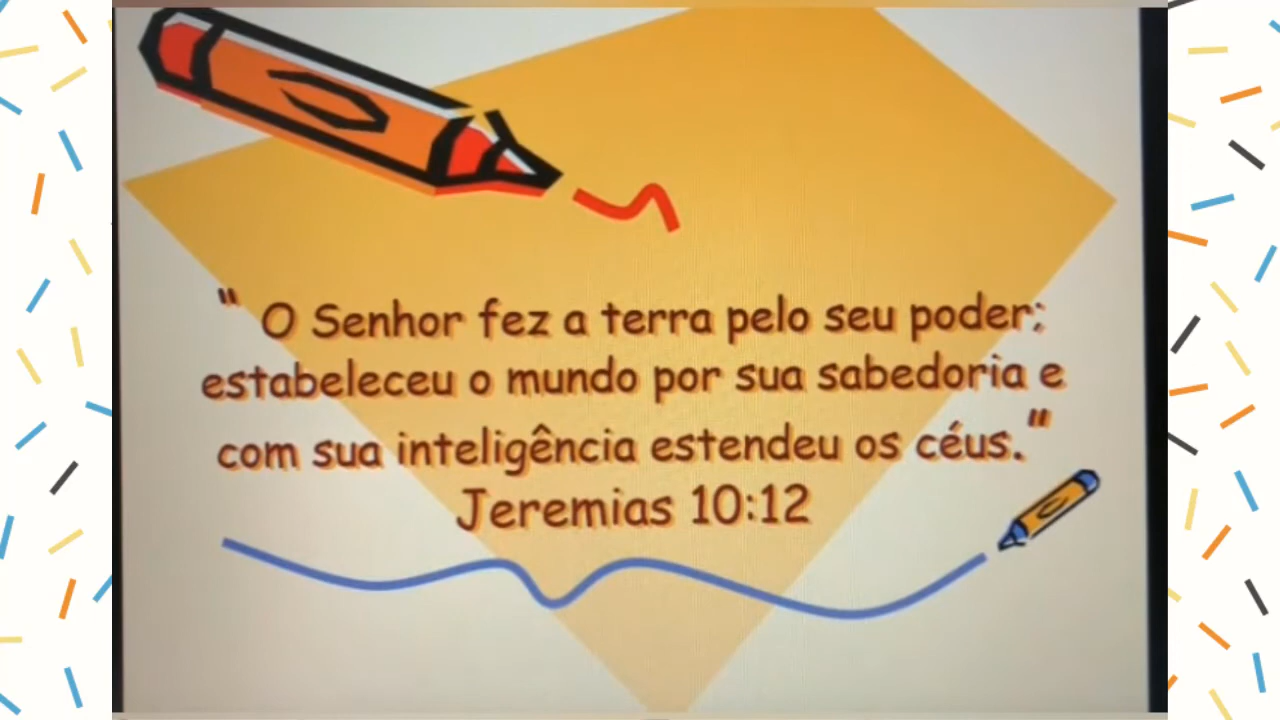 " O Senhor fez a terra pelo seu poder;
estabeleceu o mundo por sua sabedoria e
com sua inteligência estendeu os céus."
Jeremias 10:12